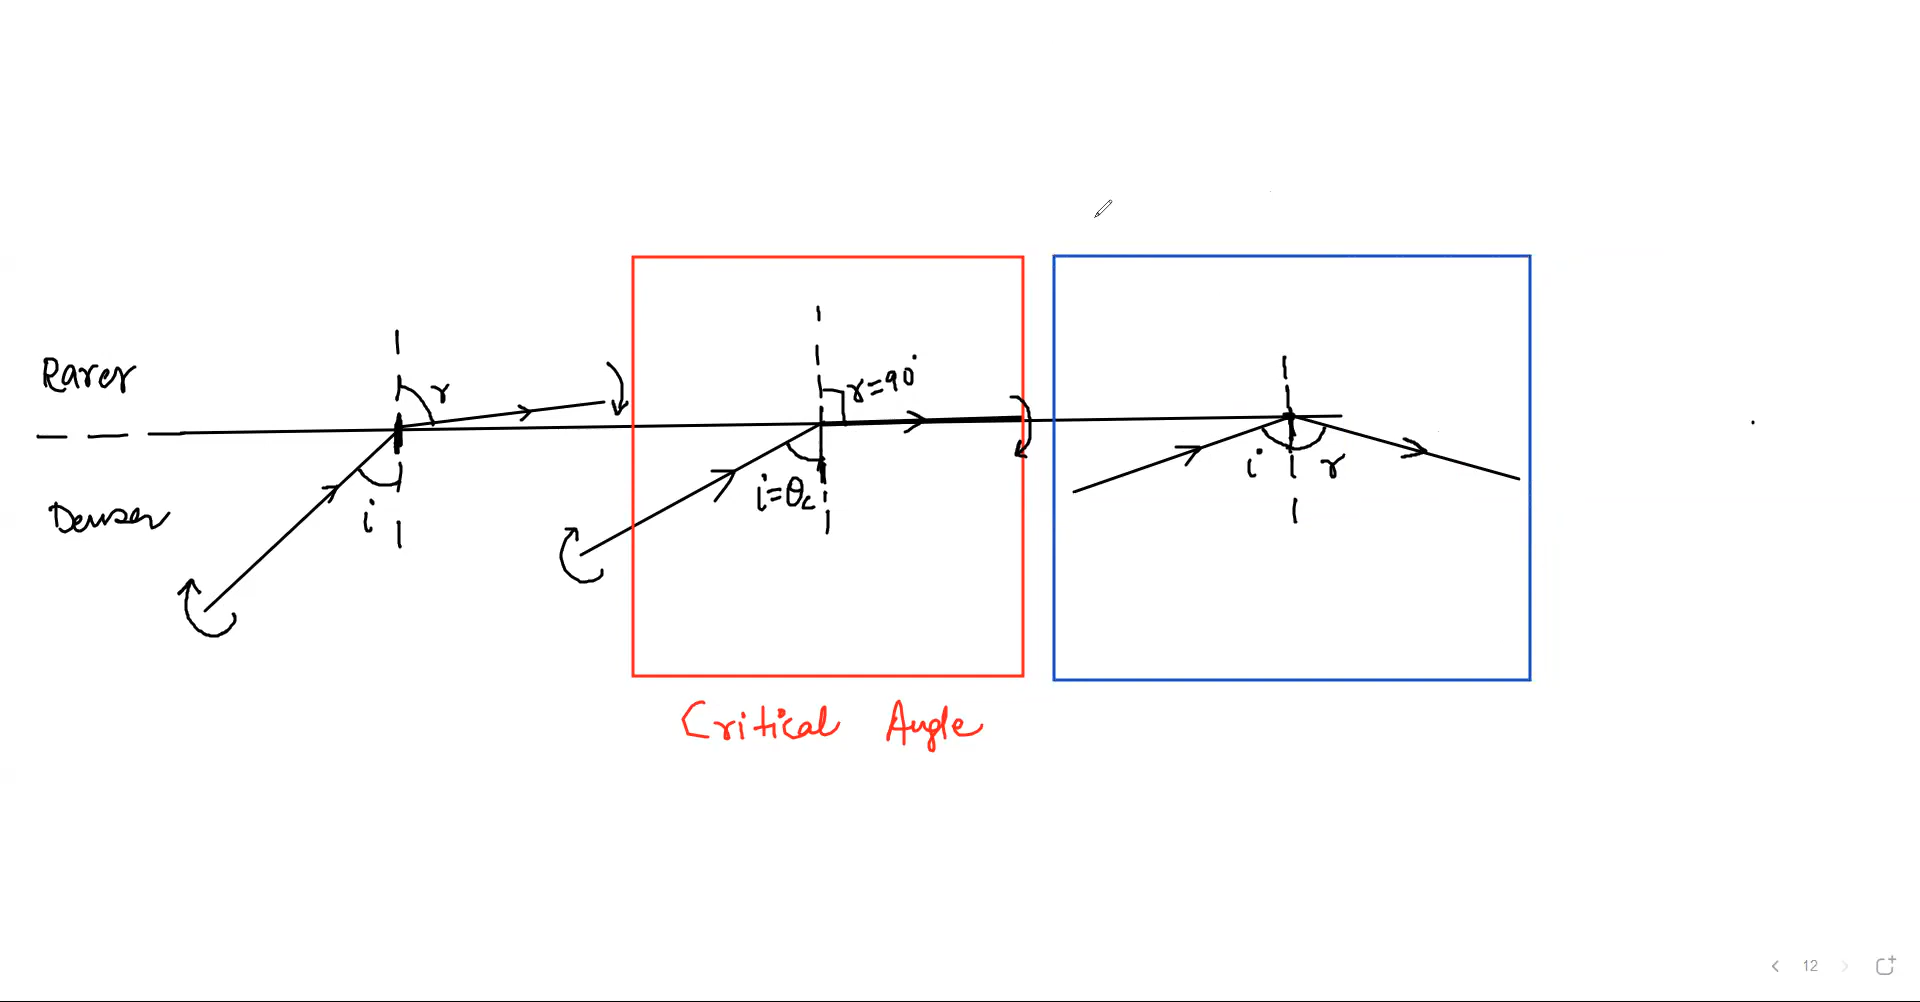 Rarer
r
i
Denser
r=90°
i=θc
Critical Angle
i
r
12